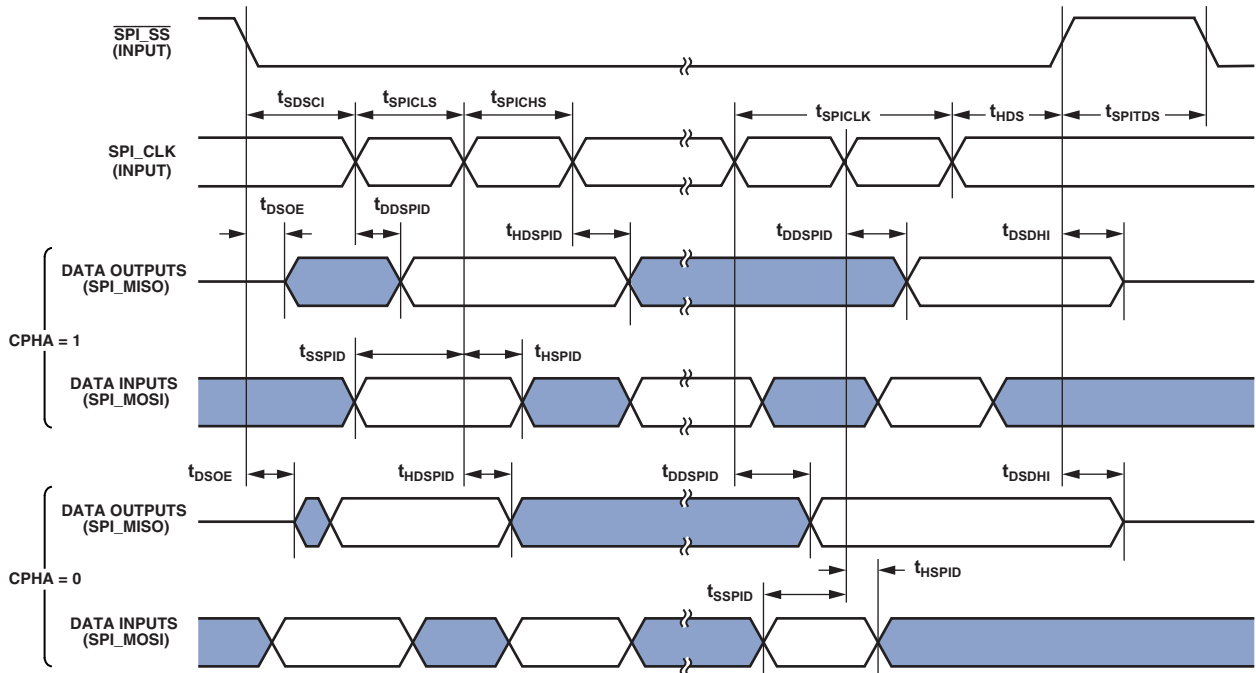 SPI_SS
(INPUT)
tSDSCI tSPICLS tSPICHS tSPICLK tHDS tSPITDS
SPI_CLK
(INPUT)
tDSOE tDDSPID tHDSPID tDDSPID tDSDHI
DATA OUTPUTS
(SPI_MISO)
CPHA = 1
tSSPID tHSPID
DATA INPUTS
(SPI_MOSI)
tDSOE tHDSPID tDDSPID tDSDHI
DATA OUTPUTS
(SPI_MISO)
CPHA = 0
tSSPID tHSPID
DATA INPUTS
(SPI_MOSI)